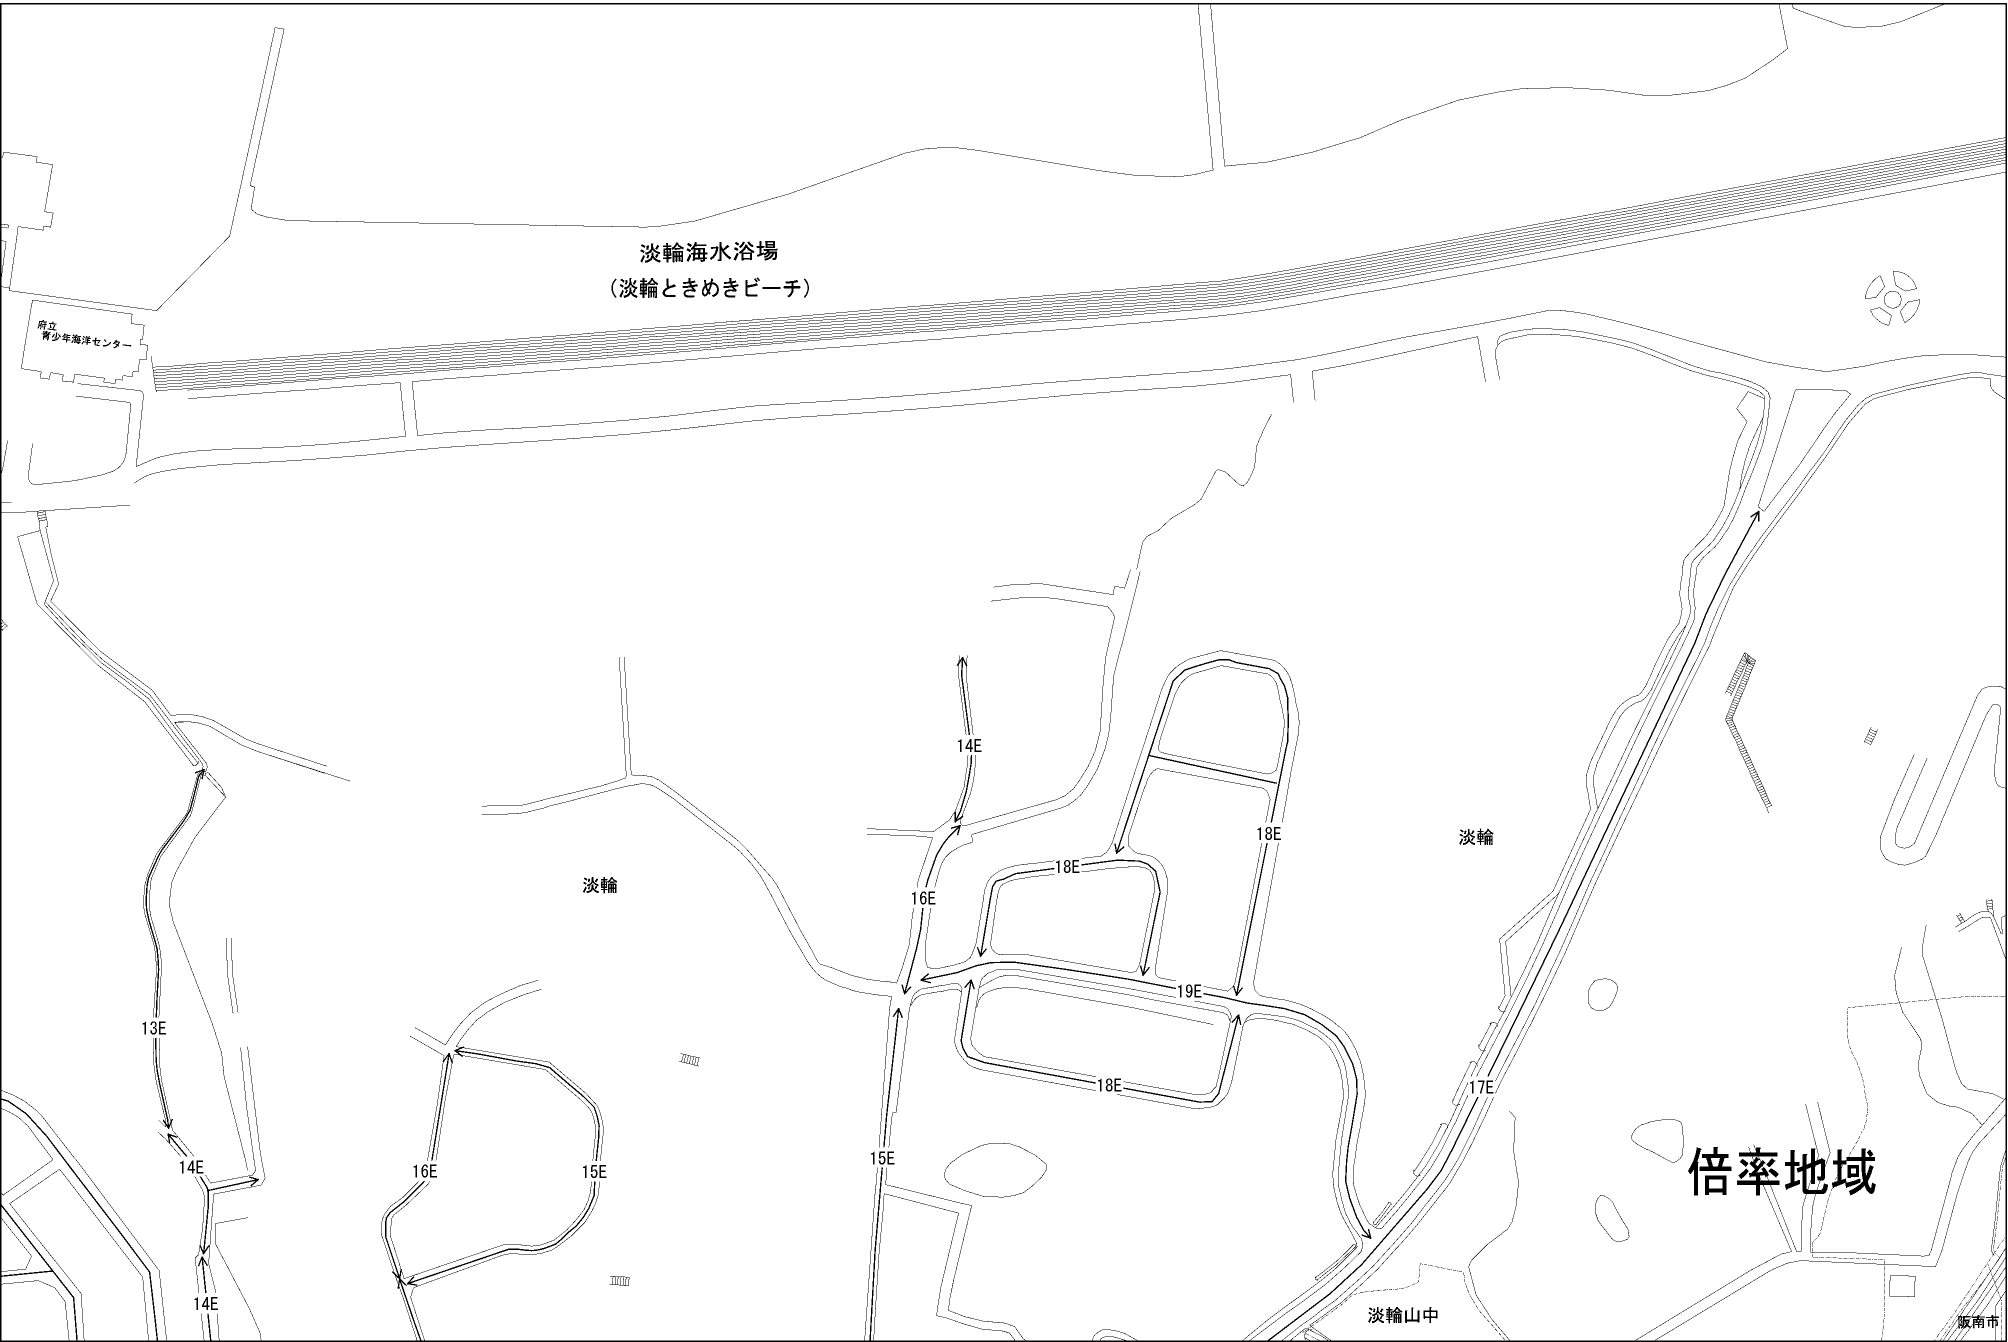 淡輪海水浴場
(淡輪ときめきビーチ)
府立
青少年海洋センター
14E
18E
淡輪
18E
淡輪
16E
19E
13E
18E
17E
15E
14E
16E
15E
倍率地域
14E
淡輪山中
阪南市